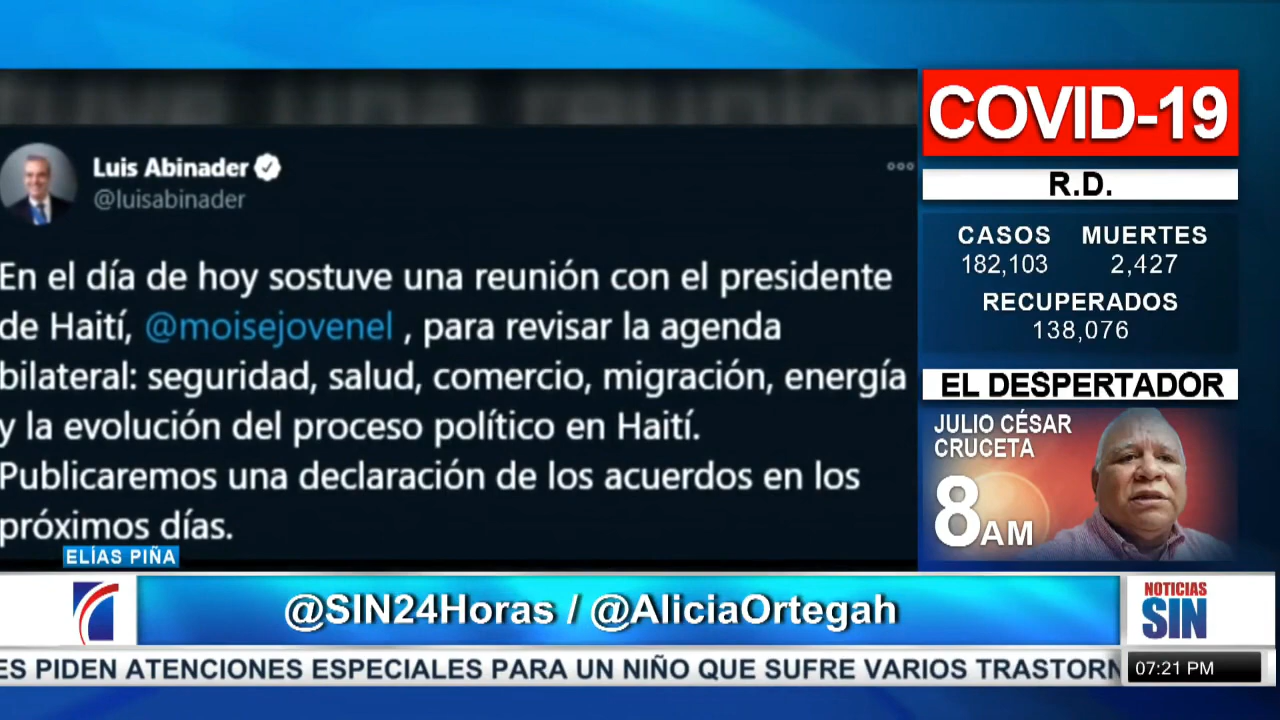 Luis Abinader
@luisabinader
En el día de hoy sostuve una reunión con el presidente
de Haití, @moisejovenel , para revisar la agenda
bilateral: seguridad, salud, comercio, migración, energía
y la evolución del proceso político en Haití.
Publicaremos una declaración de los acuerdos en los
próximos días.
ELÍAS PIÑA
@SIN24Horas / @AliciaOrtegah
ES PIDEN ATENCIONES ESPECIALES PARA UN NIÑO QUE SUFRE VARIOS TRASTORN
COVID-19
R.D.
CASOS MUERTES
182,103 2,427
RECUPERADOS
138,076
EL DESPERTADOR
JULIO CÉSAR
CRUCETA
8AM
NOTICIAS
SIN
07:21 PM